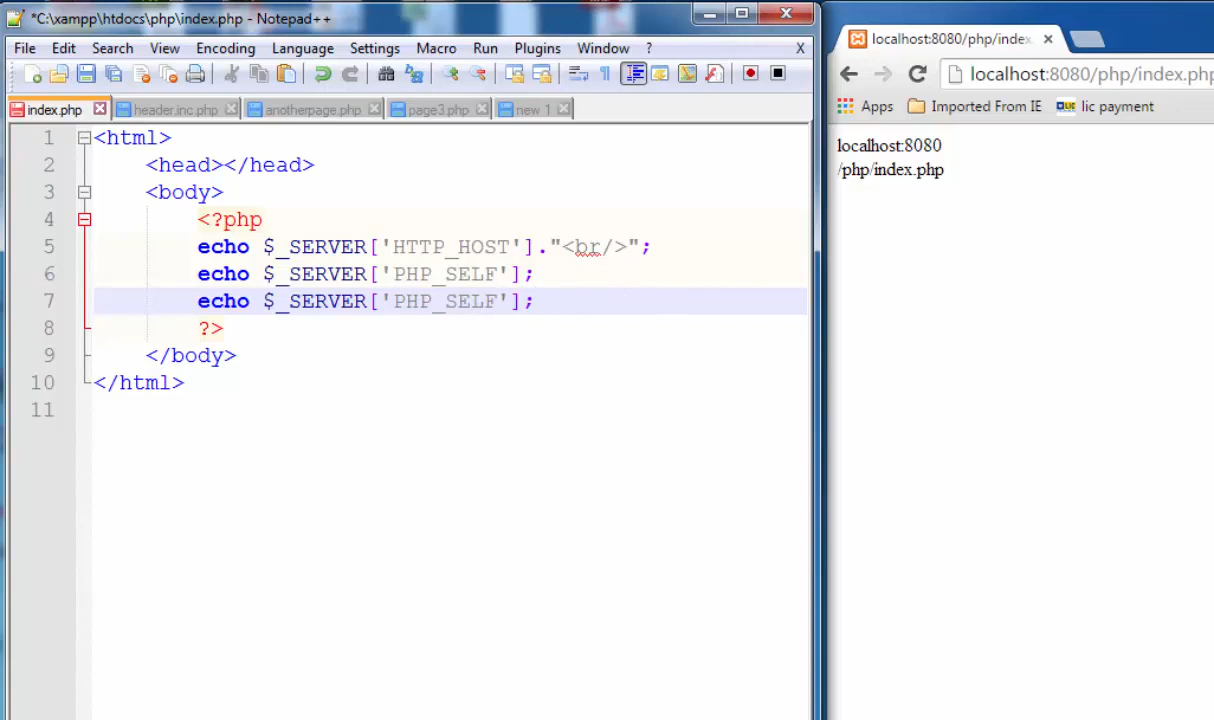 *C:\xampp\htdocs\php\index.php - Notepad++
File Edit Search View Encoding Language Settings Macro Run Plugins Window ? X
index.php header.inc.php anotherpage.php page3.php new 1
1 <html>
2 <head></head>
3 <body>
4 <?php
5 echo $_SERVER['HTTP_HOST']."<br/>";
6 echo $_SERVER['PHP_SELF'];
7 echo $_SERVER['PHP_SELF'];
8 ?>
9 </body>
10 </html>
11
localhost:8080/php/index.
localhost:8080/php/index.php
Apps Imported From IE LIC lic payment
localhost:8080
/php/index.php